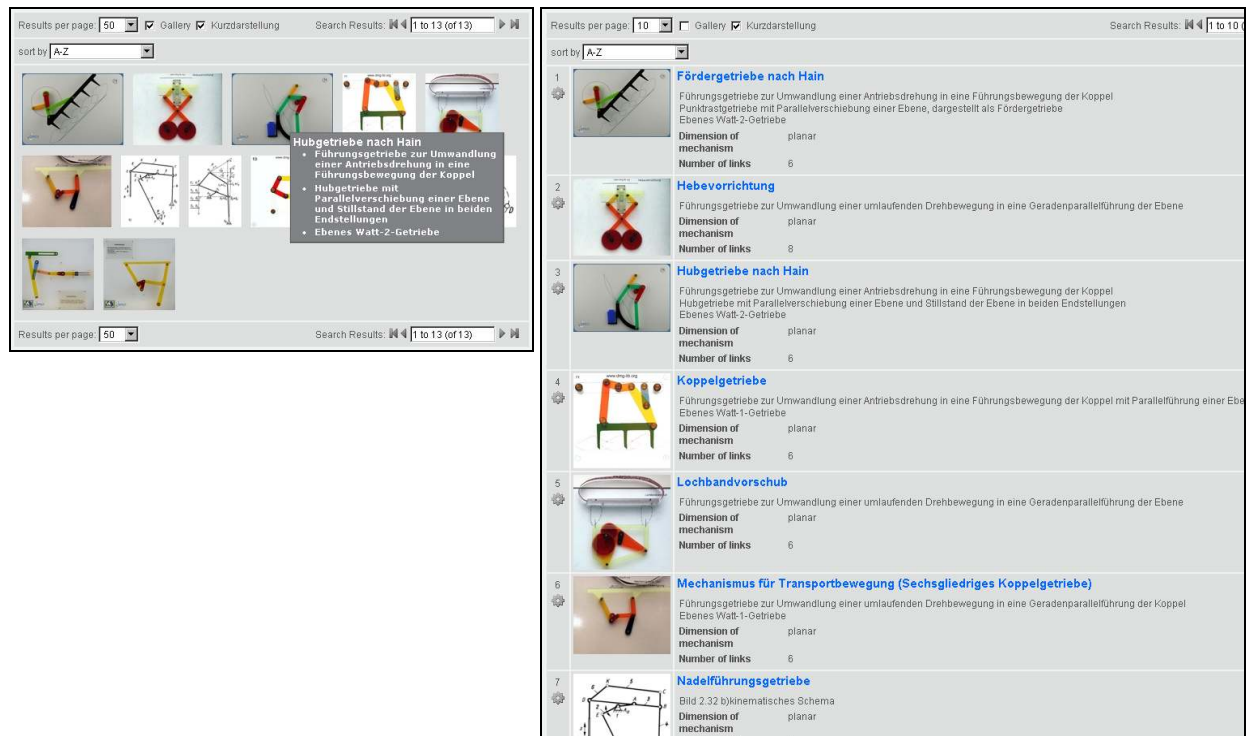 Results per page: 50 Gallery Kurzdarstellung Search Results: 1 to 13 (of 13)
sort by A-Z
www.dmg-db.org
Hubgetriebe nach Hain
• Führungsgetriebe zur Umwandlung
einer Antriebsdrehung in eine
Führungsbewegung der Koppel
• Hubgetriebe mit
Parallelverschiebung einer Ebene
und Stillstand der Ebene in beiden
Endstellungen
• Ebenes Watt-2-Getriebe
Results per page: 50 Search Results: 1 to 13 (of 13)
Results per page: 10 Gallery Kurzdarstellung Search Results: 1 to 10 (
sort by A-Z
1 Fördergetriebe nach Hain
Führungsgetriebe zur Umwandlung einer Antriebsdrehung in eine Führungsbewegung der Koppel
Punktrastgetriebe mit Parallelverschiebung einer Ebene, dargestellt als Fördergetriebe
Ebenes Watt-2-Getriebe
Dimension of planar
mechanism
Number of links 6
2 Hebevorrichtung
Führungsgetriebe zur Umwandlung einer umlaufenden Drehbewegung in eine Geradenparallelführung der Ebene
Dimension of planar
mechanism
Number of links 8
3 Hubgetriebe nach Hain
Führungsgetriebe zur Umwandlung einer Antriebsdrehung in eine Führungsbewegung der Koppel
Hubgetriebe mit Parallelverschiebung einer Ebene und Stillstand der Ebene in beiden Endstellungen
Ebenes Watt-2-Getriebe
Dimension of planar
mechanism
Number of links 6
4 www.dmg-db.org Koppelgetriebe
Führungsgetriebe zur Umwandlung einer Antriebsdrehung in eine Führungsbewegung der Koppel mit Parallelführung einer Ebe
Ebenes Watt-1-Getriebe
Dimension of planar
mechanism
Number of links 6
5 Lochbandvorschub
Führungsgetriebe zur Umwandlung einer umlaufenden Drehbewegung in eine Geradenparallelführung der Ebene
Dimension of planar
mechanism
Number of links 6
6 Mechanismus für Transportbewegung (Sechsgliedriges Koppelgetriebe)
Führungsgetriebe zur Umwandlung einer umlaufenden Drehbewegung in eine Geradenparallelführung der Koppel
Ebenes Watt-1-Getriebe
Dimension of planar
mechanism
Number of links 6
7 Nadelführungsgetriebe
Bild 2.32 b)kinematisches Schema
Dimension of planar
mechanism